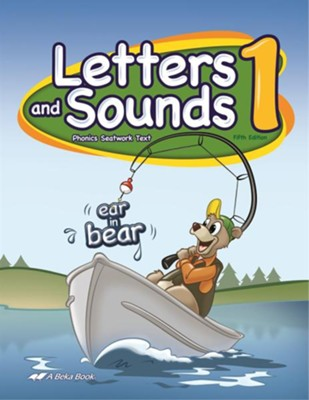 Letters
and Sounds 1
Phonics Seatwork Text
Fifth Edition
ear
in
bear
A Beka Book